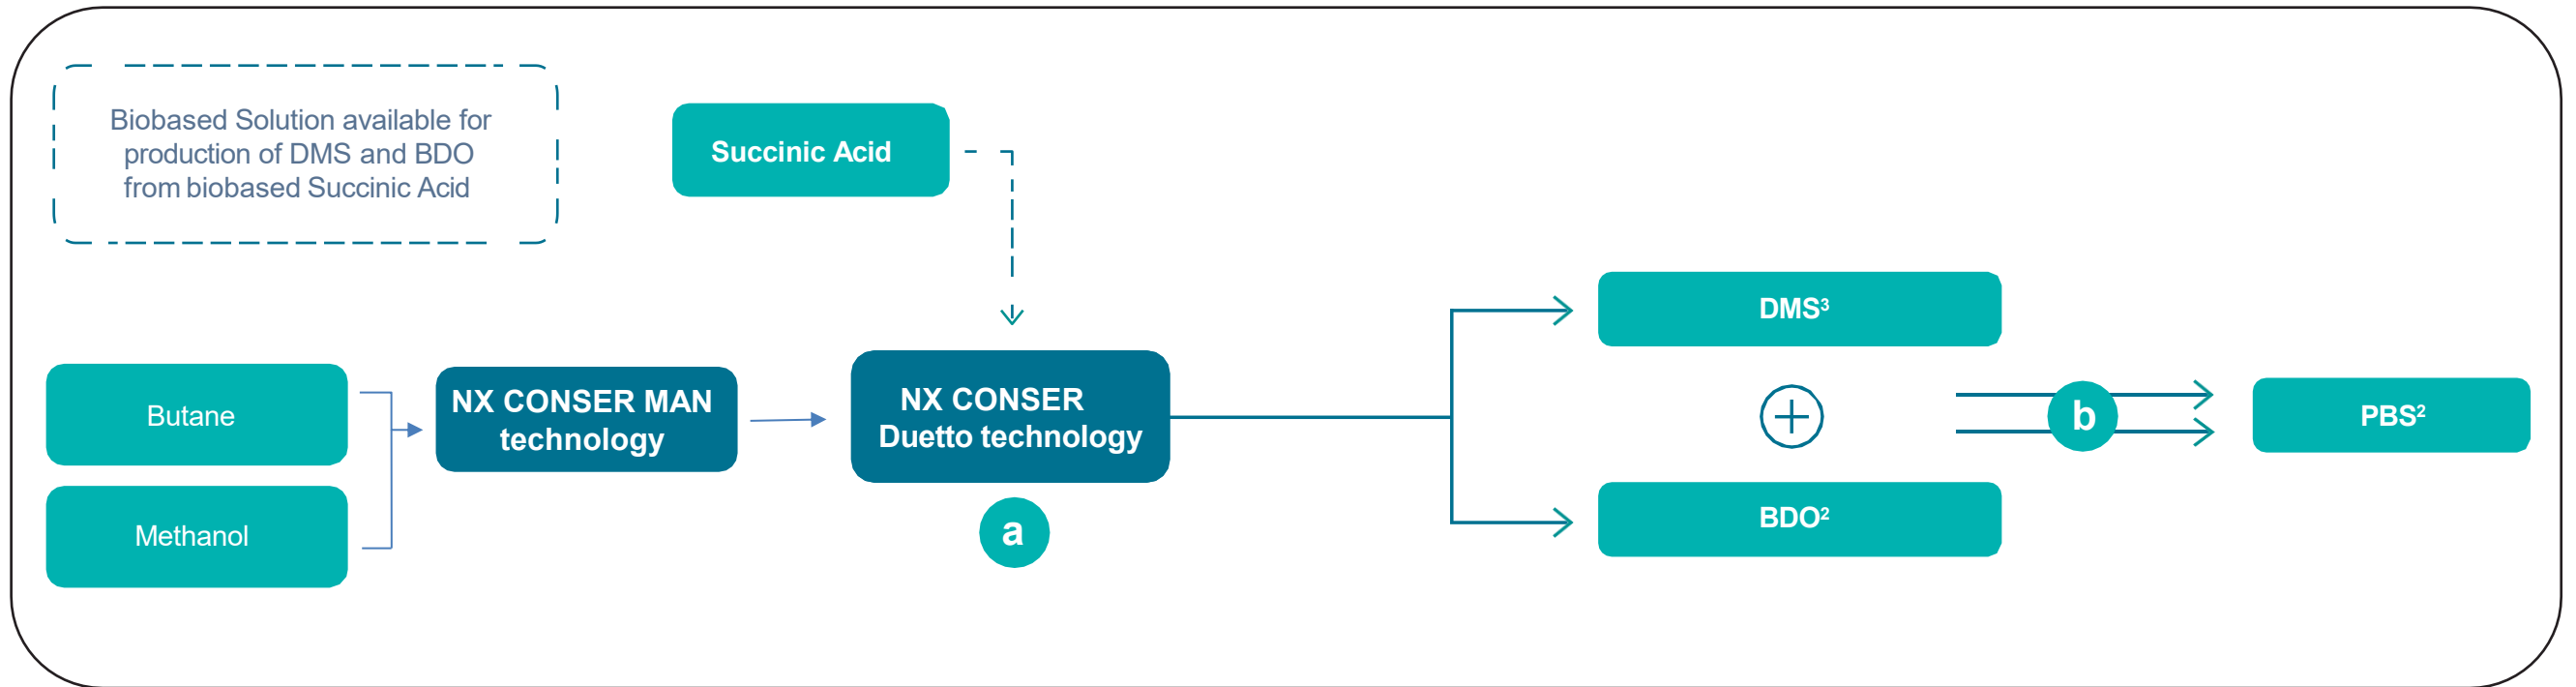 Biobased Solution available for
production of DMS and BDO
from biobased Succinic Acid
Succinic Acid
Butane
Methanol
NX CONSER MAN
technology
NX CONSER
Duetto technology
a
DMS³
BDO²
b
PBS²